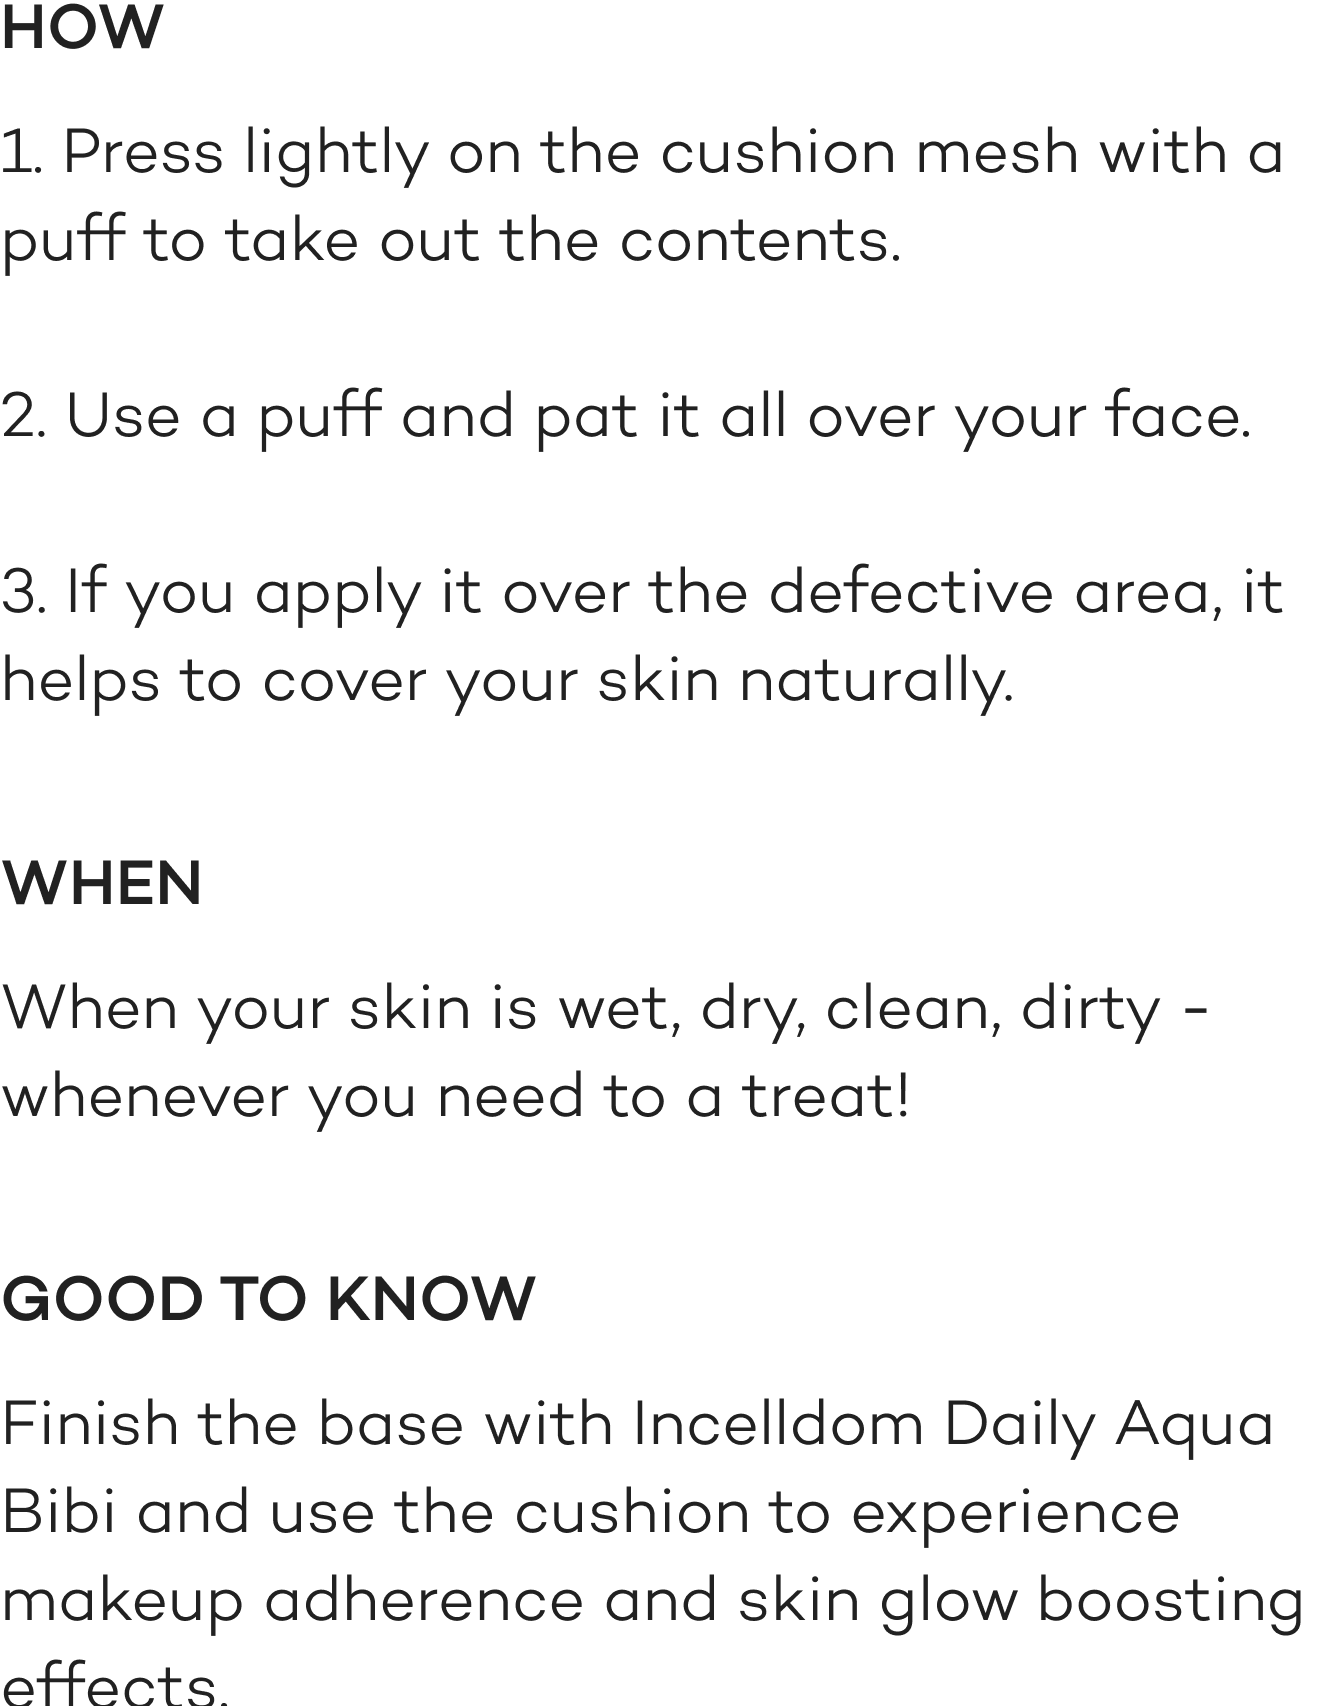 HOW
1. Press lightly on the cushion mesh with a
puff to take out the contents.
2. Use a puff and pat it all over your face.
3. If you apply it over the defective area, it
helps to cover your skin naturally.
WHEN
When your skin is wet, dry, clean, dirty -
whenever you need to a treat!
GOOD TO KNOW
Finish the base with Incelldom Daily Aqua
Bibi and use the cushion to experience
makeup adherence and skin glow boosting
effects.